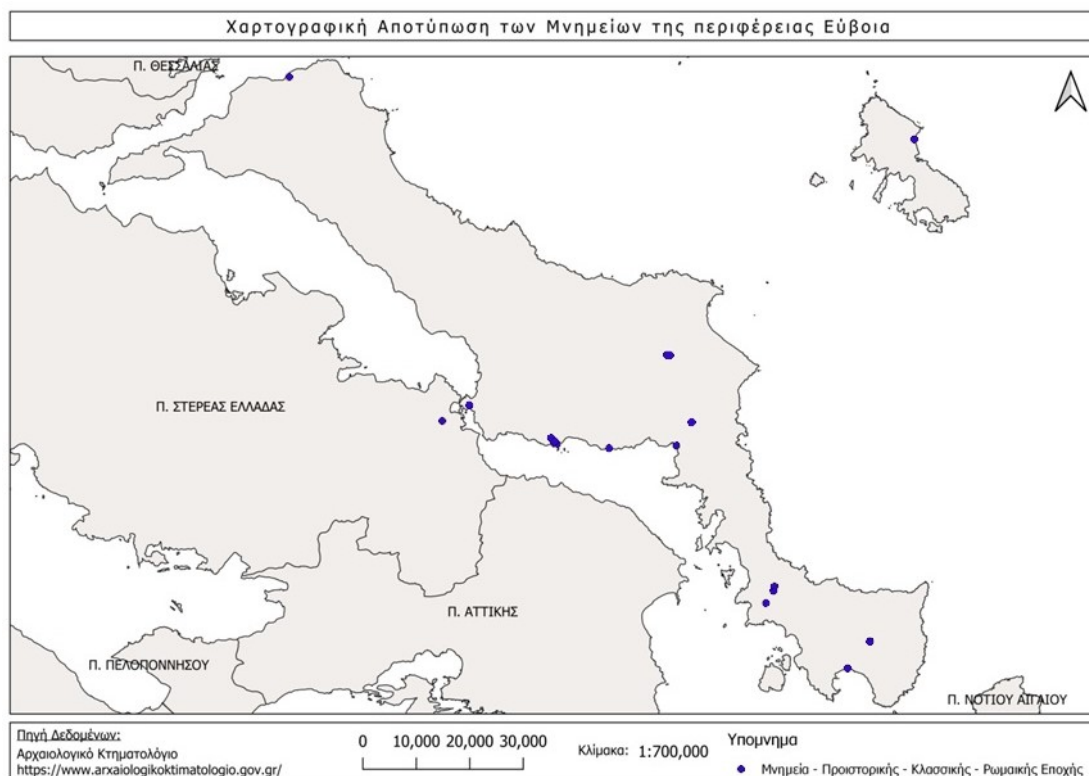 Χαρτογραφική Αποτύπωση των Μνημείων της περιφέρειας Εύβοια
Π. ΘΕΣΣΑΛΙΑΣ
Π. ΣΤΕΡΕΑΣ ΕΛΛΑΔΑΣ
Π. ΑΤΤΙΚΗΣ
Π. ΠΕΛΟΠΟΝΝΗΣΟΥ
Π. ΝΟΤΙΟΥ ΑΙΓΑΙΟΥ
Πηγή Δεδομένων:
Αρχαιολογικό Κτηματολόγιο
https://www.arxaiologikoktimatologio.gov.gr/
0 10,000 20,000 30,000
Κλίμακα: 1:700,000
Υπομνημα
Μνημεία - Προιστορικής - Κλασσικής - Ρωμαικής Εποχής